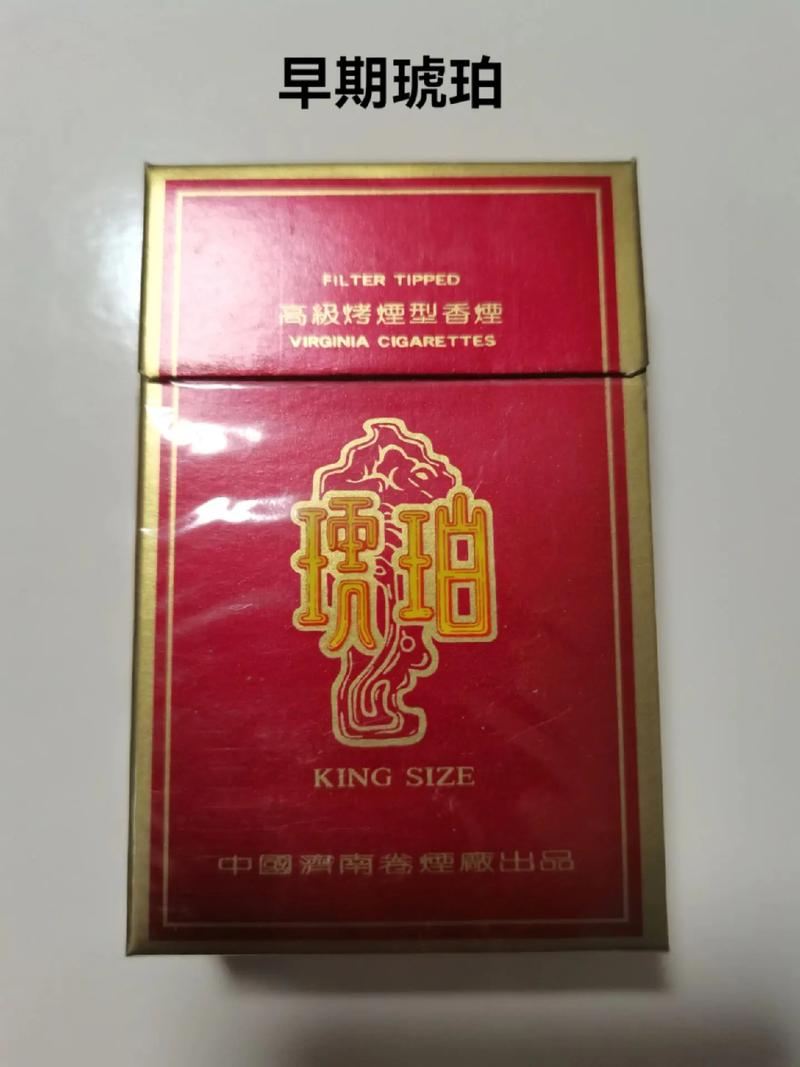 早期琥珀
FILTER TIPPED
高級烤煙型香煙
VIRGINIA CIGARETTES
琥珀
KING SIZE
中國濟南卷煙廠出品